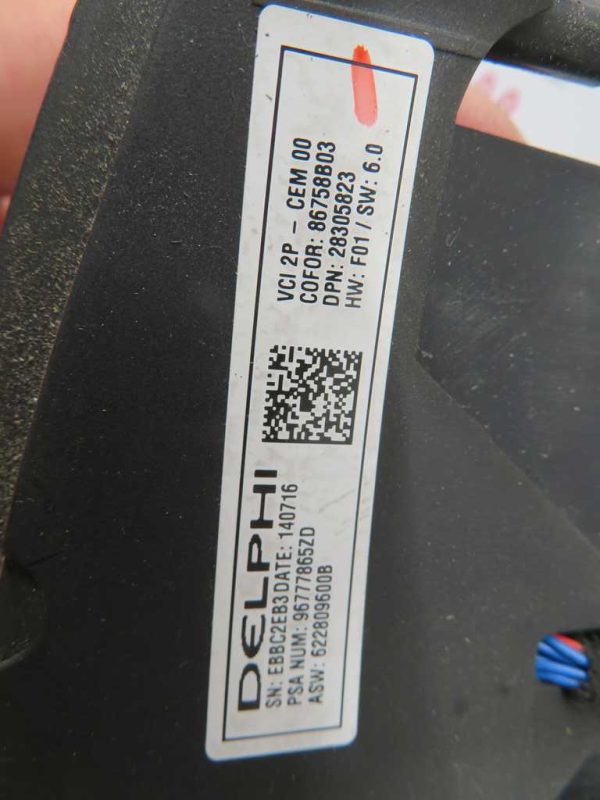 DELPHI
SN: EBBC2EB3 DATE: 140716
PSA NUM: 96777865ZD
ASW: 622809600B
VCI 2P - CEM 00
COFOR: 86758B03
DPN: 28305823
HW: F01 / SW: 6.0